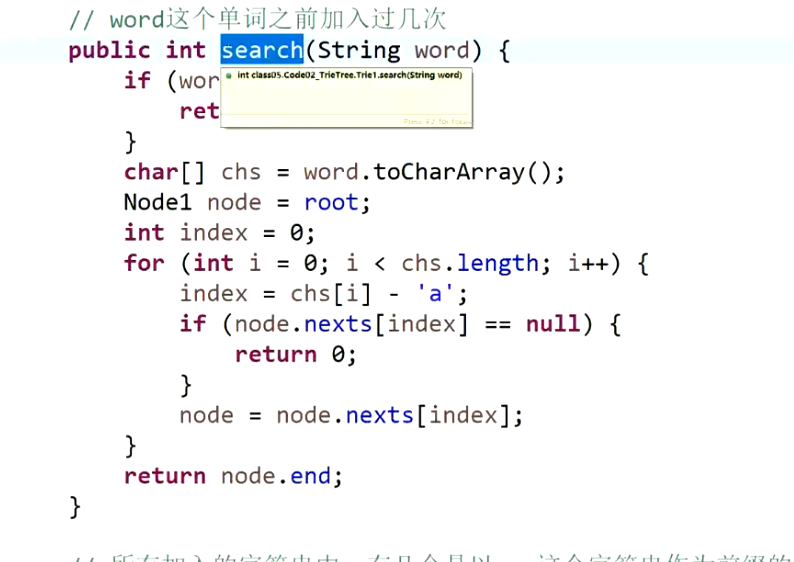 // word这个单词之前加入过几次
public int search(String word) {
if (wor
int class05.Code02_TrieTree.Trie1.search(String word)
ret
}
char[] chs = word.toCharArray();
Node1 node = root;
int index = 0;
for (int i = 0; i < chs.length; i++) {
index = chs[i] - 'a';
if (node.nexts[index] == null) {
return 0;
}
node = node.nexts[index];
}
return node.end;
}